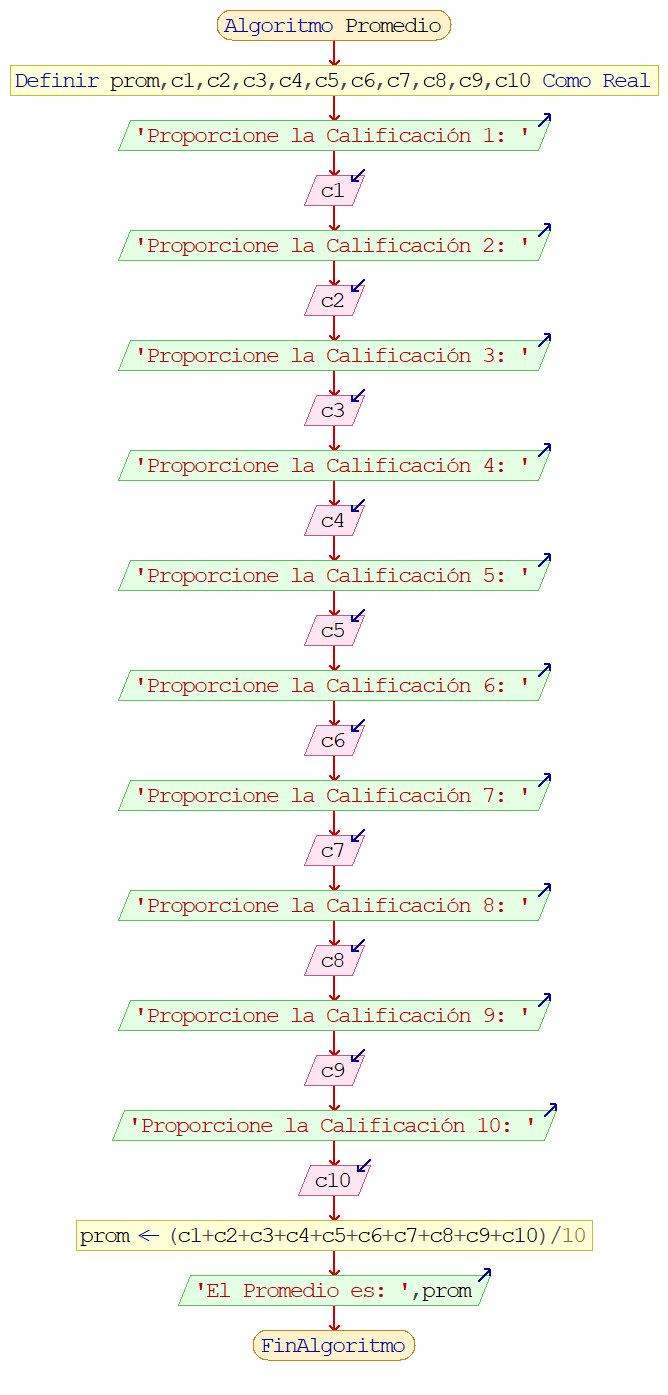 Algoritmo Promedio
Definir prom,c1,c2,c3,c4,c5,c6,c7,c8,c9,c10 Como Real
'Proporcione la Calificación 1: '
c1
'Proporcione la Calificación 2: '
c2
'Proporcione la Calificación 3: '
c3
'Proporcione la Calificación 4: '
c4
'Proporcione la Calificación 5: '
c5
'Proporcione la Calificación 6: '
c6
'Proporcione la Calificación 7: '
c7
'Proporcione la Calificación 8: '
c8
'Proporcione la Calificación 9: '
c9
'Proporcione la Calificación 10: '
c10
prom ← (c1+c2+c3+c4+c5+c6+c7+c8+c9+c10)/10
'El Promedio es: ',prom
FinAlgoritmo